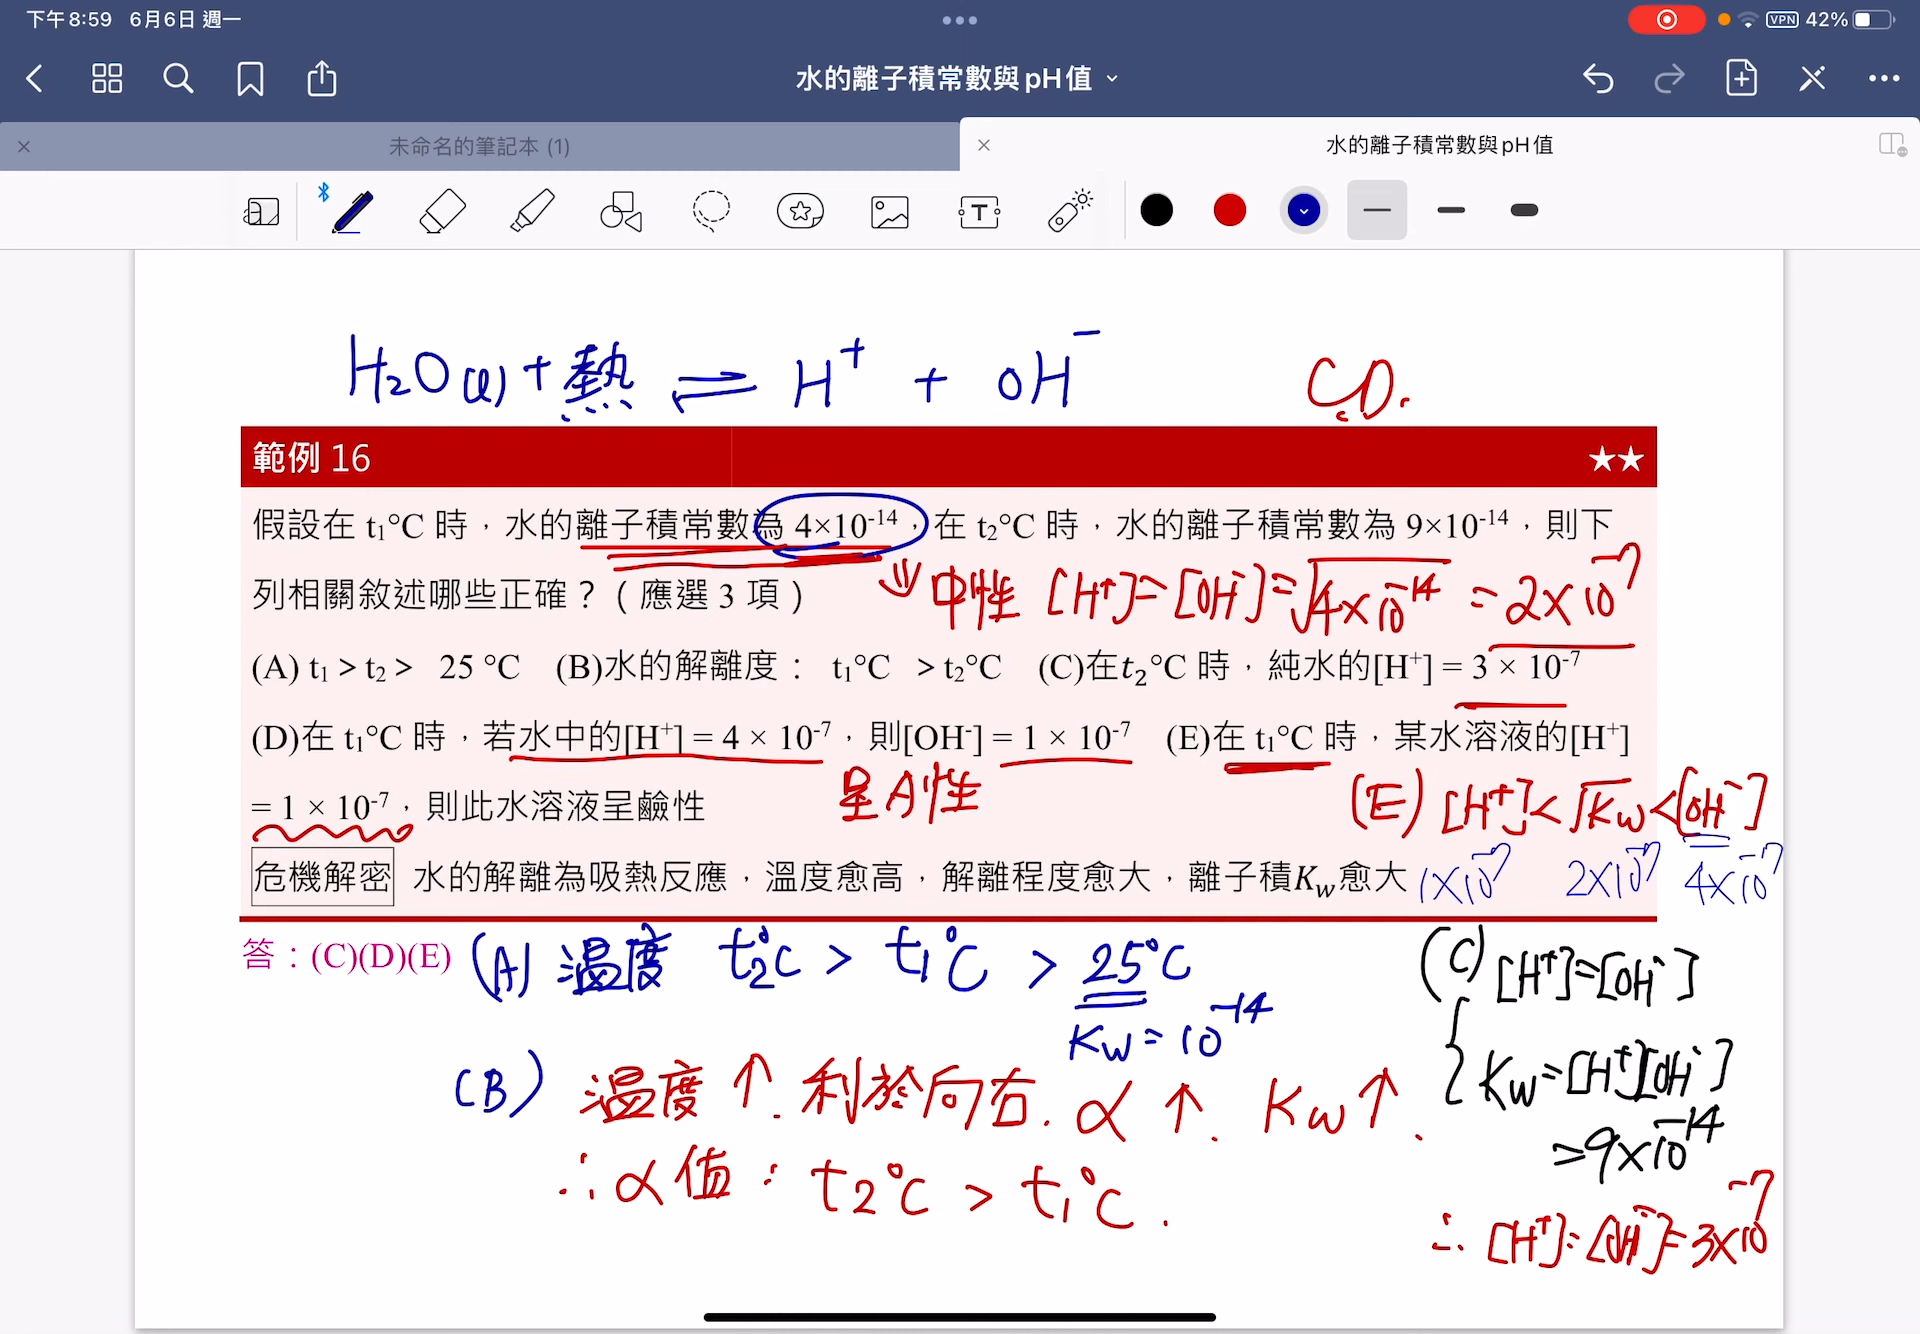 下午8:59 6月6日 週一
VPN 42%
水的離子積常數與pH值
未命名的筆記本 (1)
水的離子積常數與pH值
H₂O(l) + 熱 ⇌ H⁺ + OH⁻
CD.
範例 16 ★★
假設在 t₁°C 時，水的離子積常數為 4×10⁻¹⁴，在 t₂°C 時，水的離子積常數為 9×10⁻¹⁴，則下
列相關敘述哪些正確？（應選 3 項）
⇓ 中性 [H⁺]=[OH⁻]=√4×10⁻¹⁴ = 2×10⁻⁷
(A) t₁ > t₂ > 25 °C (B)水的解離度： t₁°C > t₂°C (C)在t₂°C 時，純水的[H⁺] = 3 × 10⁻⁷
(D)在 t₁°C 時，若水中的[H⁺] = 4 × 10⁻⁷，則[OH⁻] = 1 × 10⁻⁷ (E)在 t₁°C 時，某水溶液的[H⁺]
= 1 × 10⁻⁷，則此水溶液呈鹼性
呈A性
(E) [H⁺]<√Kw<[OH⁻]
危機解密 水的解離為吸熱反應，溫度愈高，解離程度愈大，離子積Kw愈大
1×10⁻⁷ 2×10⁻⁷ 4×10⁻⁷
答：(C)(D)(E)
(A) 溫度 t₂°C > t₁°C > 25°C
Kw = 10⁻¹⁴
(B) 溫度↑. 利於向右. α↑. Kw↑.
∴α值：t₂°C > t₁°C.
(C) [H⁺]=[OH⁻]
Kw=[H⁺][OH⁻]
=9×10⁻¹⁴
∴ [H⁺]=[OH⁻]=3×10⁻⁷